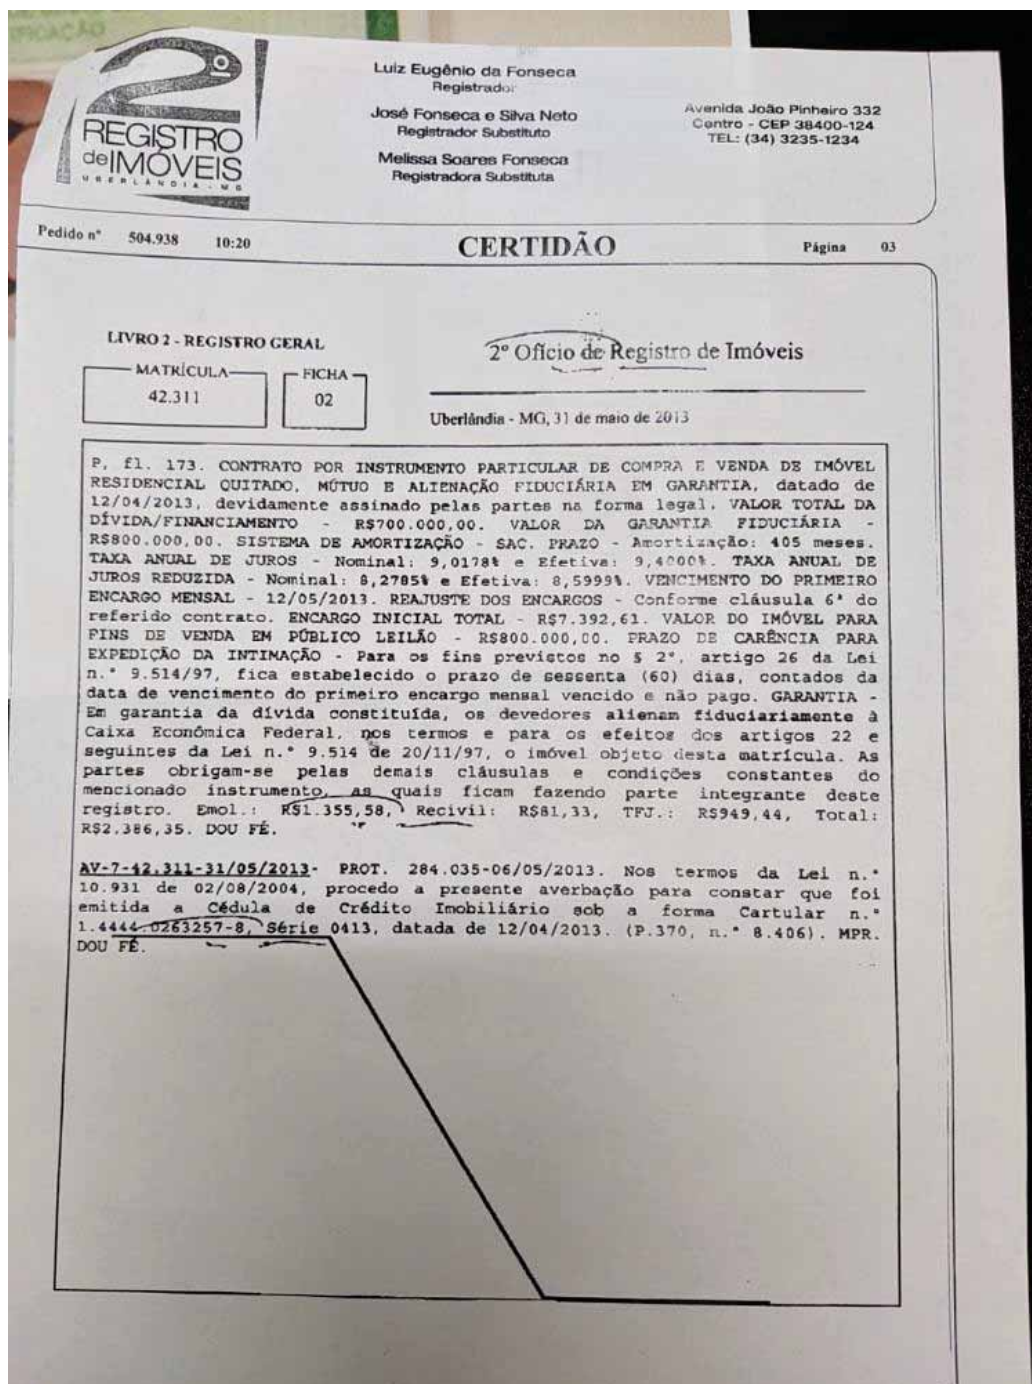 2
REGISTRO
de IMÓVEIS
UBERLÂNDIA - MG
Luiz Eugênio da Fonseca
Registrador
José Fonseca e Silva Neto
Registrador Substituto
Melissa Soares Fonseca
Registradora Substituta
Avenida João Pinheiro 332
Centro - CEP 38400-124
TEL: (34) 3235-1234
Pedido nº 504.938 10:20
CERTIDÃO
Página 03
LIVRO 2 - REGISTRO GERAL
MATRÍCULA
42.311
FICHA
02
2º Ofício de Registro de Imóveis
Uberlândia - MG, 31 de maio de 2013
P, fl. 173. CONTRATO POR INSTRUMENTO PARTICULAR DE COMPRA E VENDA DE IMÓVEL
RESIDENCIAL QUITADO, MÚTUO E ALIENAÇÃO FIDUCIÁRIA EM GARANTIA, datado de
12/04/2013, devidamente assinado pelas partes na forma legal. VALOR TOTAL DA
DÍVIDA/FINANCIAMENTO - R$700.000,00. VALOR DA GARANTIA FIDUCIÁRIA -
R$800.000,00. SISTEMA DE AMORTIZAÇÃO - SAC. PRAZO - Amortização: 405 meses.
TAXA ANUAL DE JUROS - Nominal: 9,0178% e Efetiva: 9,4000%. TAXA ANUAL DE
JUROS REDUZIDA - Nominal: 8,2785% e Efetiva: 8,5999%. VENCIMENTO DO PRIMEIRO
ENCARGO MENSAL - 12/05/2013. REAJUSTE DOS ENCARGOS - Conforme cláusula 6ª do
referido contrato. ENCARGO INICIAL TOTAL - R$7.392,61. VALOR DO IMÓVEL PARA
FINS DE VENDA EM PÚBLICO LEILÃO - R$800.000,00. PRAZO DE CARÊNCIA PARA
EXPEDIÇÃO DA INTIMAÇÃO - Para os fins previstos no § 2º, artigo 26 da Lei
n.º 9.514/97, fica estabelecido o prazo de sessenta (60) dias, contados da
data de vencimento do primeiro encargo mensal vencido e não pago. GARANTIA -
Em garantia da dívida constituída, os devedores alienam fiduciariamente à
Caixa Econômica Federal, nos termos e para os efeitos dos artigos 22 e
seguintes da Lei n.º 9.514 de 20/11/97, o imóvel objeto desta matrícula. As
partes obrigam-se pelas demais cláusulas e condições constantes do
mencionado instrumento, as quais ficam fazendo parte integrante deste
registro. Emol.: R$1.355,58, Recivil: R$81,33, TFJ.: R$949,44, Total:
R$2.386,35. DOU FÉ.
AV-7-42.311-31/05/2013- PROT. 284.035-06/05/2013. Nos termos da Lei n.º
10.931 de 02/08/2004, procedo a presente averbação para constar que foi
emitida a Cédula de Crédito Imobiliário sob a forma Cartular n.º
1.4444.0263257-8, Série 0413, datada de 12/04/2013. (P.370, n.º 8.406). MPR.
DOU FÉ.